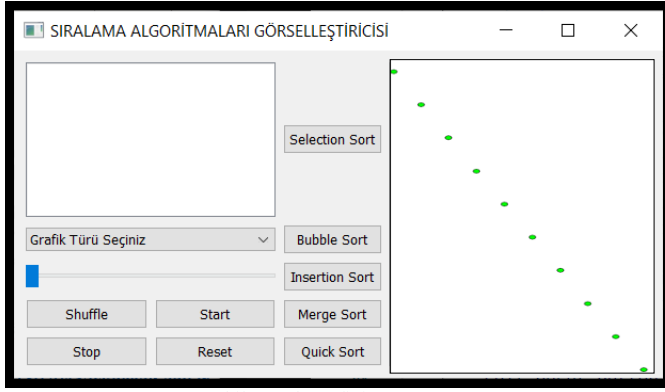 SIRALAMA ALGORİTMALARI GÖRSELLEŞTİRİCİSİ
Selection Sort
Grafik Türü Seçiniz
Bubble Sort
Insertion Sort
Shuffle
Start
Merge Sort
Stop
Reset
Quick Sort